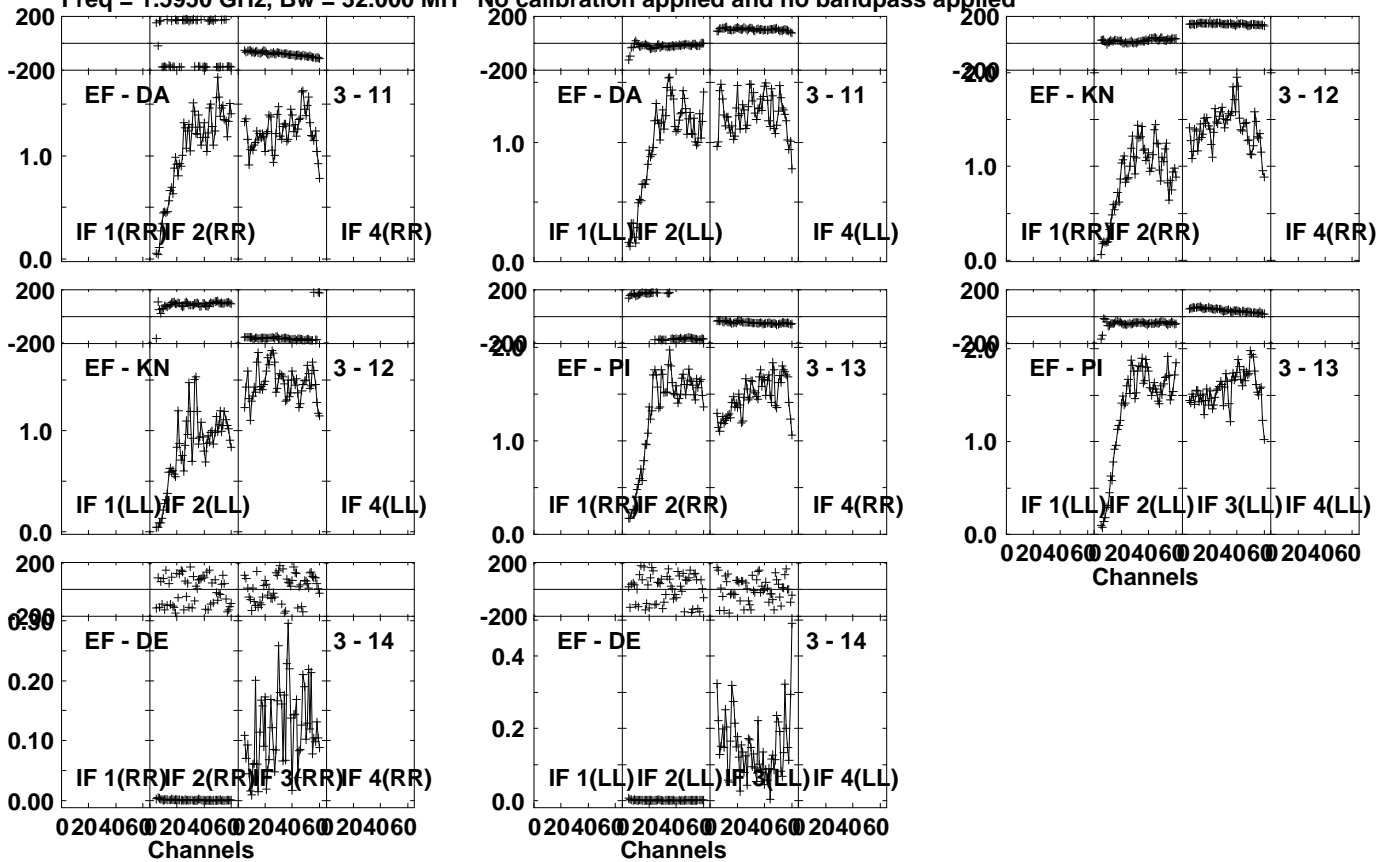 Freq = 1.5950 GHz, Bw = 32.000 MH No calibration applied and no bandpass applied
200
-200
EF - DA
3 - 11
1.0
IF 1(RR)
IF 2(RR)
IF 4(RR)
0.0
EF - DA
3 - 11
1.0
IF 1(LL)
IF 2(LL)
IF 4(LL)
0.0
200
-200
2.0
EF - KN
3 - 12
1.0
IF 1(RR)
IF 2(RR)
IF 4(RR)
0.0
200
-200
EF - KN
3 - 12
1.0
IF 1(LL)
IF 2(LL)
IF 4(LL)
0.0
200
-200
2.0
EF - PI
3 - 13
1.0
IF 1(RR)
IF 2(RR)
IF 4(RR)
0.0
200
-200
2.0
EF - PI
3 - 13
1.0
IF 1(LL)
IF 2(LL)
IF 3(LL)
IF 4(LL)
0.0
0 20 40 60 0 20 40 60 0 20 40 60 0 20 40 60
Channels
200
-200
0.30
EF - DE
3 - 14
0.20
0.10
IF 1(RR)
IF 2(RR)
IF 3(RR)
IF 4(RR)
0.00
0 20 40 60 0 20 40 60 0 20 40 60 0 20 40 60
Channels
200
-200
EF - DE
3 - 14
0.4
0.2
IF 1(LL)
IF 2(LL)
IF 3(LL)
IF 4(LL)
0.0
0 20 40 60 0 20 40 60 0 20 40 60 0 20 40 60
Channels